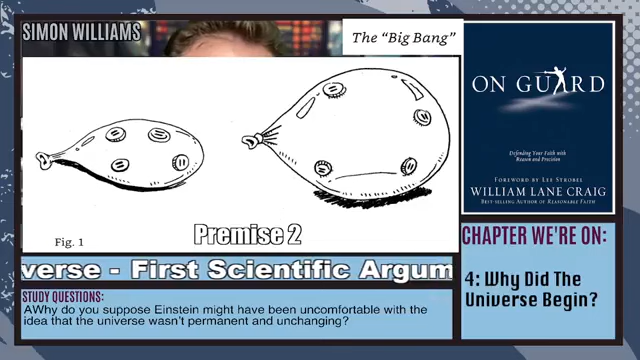 SIMON WILLIAMS
The "Big Bang"
Fig. 1
Premise 2
verse - First Scientific Argum
STUDY QUESTIONS:
AWhy do you suppose Einstein might have been uncomfortable with the
idea that the universe wasn't permanent and unchanging?
ON GUARD
Defending Your Faith with
Reason and Precision
FOREWORD BY LEE STROBEL
WILLIAM LANE CRAIG
BEST-SELLING AUTHOR OF REASONABLE FAITH
CHAPTER WE'RE ON:
4: Why Did The
Universe Begin?